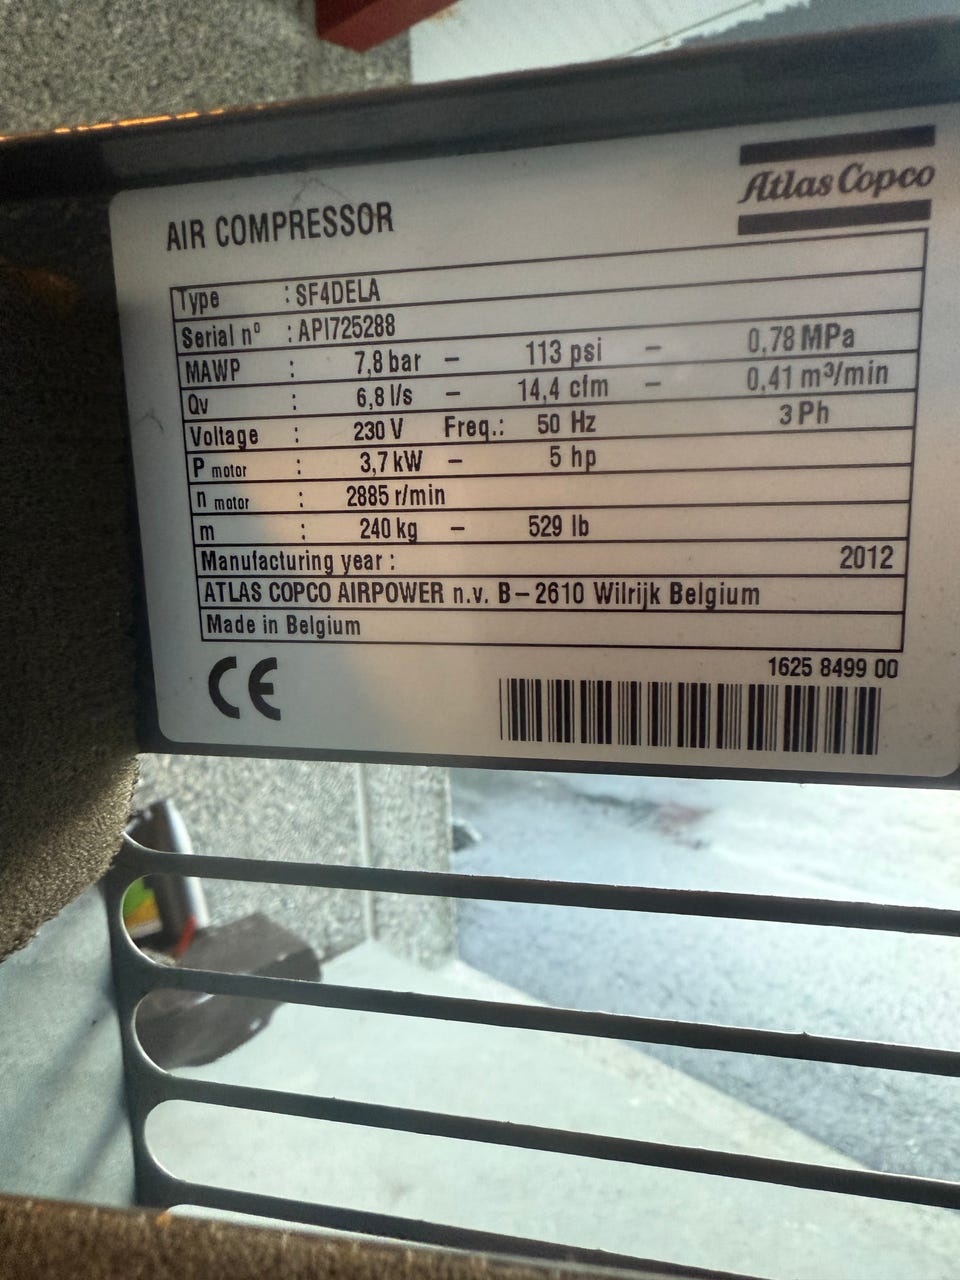 Atlas Copco
AIR COMPRESSOR
Type : SF4DELA
Serial nº : API725288
MAWP : 7,8 bar – 113 psi – 0,78 MPa
Qv : 6,8 l/s – 14,4 cfm – 0,41 m³/min
Voltage : 230 V Freq.: 50 Hz 3 Ph
P motor : 3,7 kW – 5 hp
n motor : 2885 r/min
m : 240 kg – 529 lb
Manufacturing year : 2012
ATLAS COPCO AIRPOWER n.v. B – 2610 Wilrijk Belgium
Made in Belgium
CE
1625 8499 00